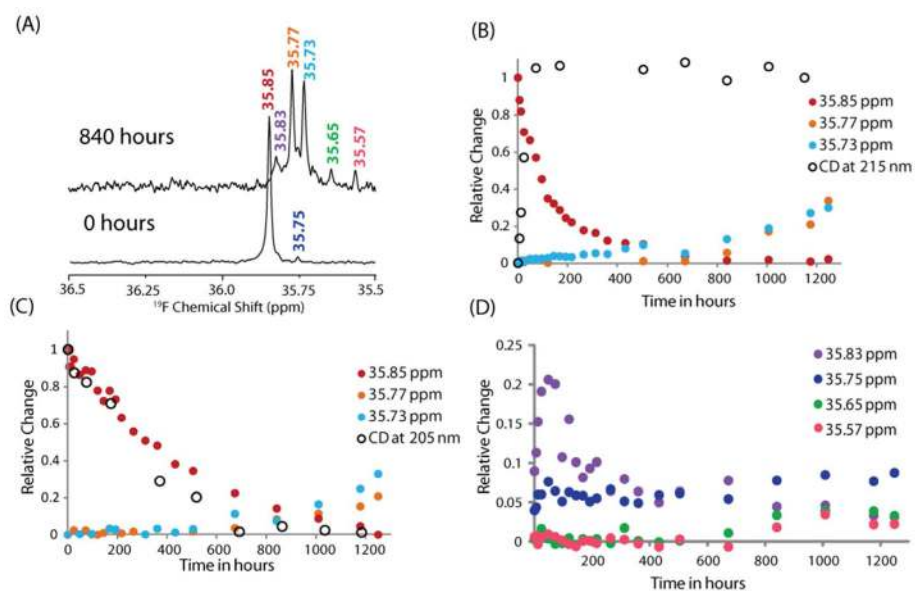 (A)
35.85
35.83
35.77
35.73
35.65
35.57
840 hours
0 hours
35.75
36.5 36.25 36 35.75 35.5
¹⁹F Chemical Shift (ppm)
(B)
Relative Change
1
0.8
0.6
0.4
0.2
0
35.85 ppm
35.77 ppm
35.73 ppm
CD at 215 nm
0 200 400 600 800 1000 1200
Time in hours
(C)
Relative Change
1
0.8
0.6
0.4
0.2
0
35.85 ppm
35.77 ppm
35.73 ppm
CD at 205 nm
0 200 400 600 800 1000 1200
Time in hours
(D)
Relative Change
0.25
0.2
0.15
0.1
0.05
0
35.83 ppm
35.75 ppm
35.65 ppm
35.57 ppm
200 400 600 800 1000 1200
Time in hours